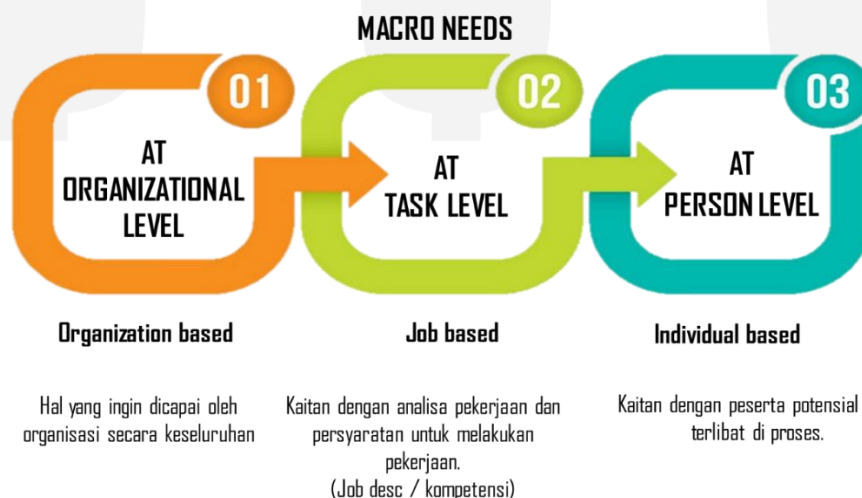 MACRO NEEDS
01
AT
ORGANIZATIONAL
LEVEL
Organization based
Hal yang ingin dicapai oleh
organisasi secara keseluruhan
02
AT
TASK LEVEL
Job based
Kaitan dengan analisa pekerjaan dan
persyaratan untuk melakukan
pekerjaan.
(Job desc / kompetensi)
03
AT
PERSON LEVEL
Individual based
Kaitan dengan peserta potensial
terlibat di proses.